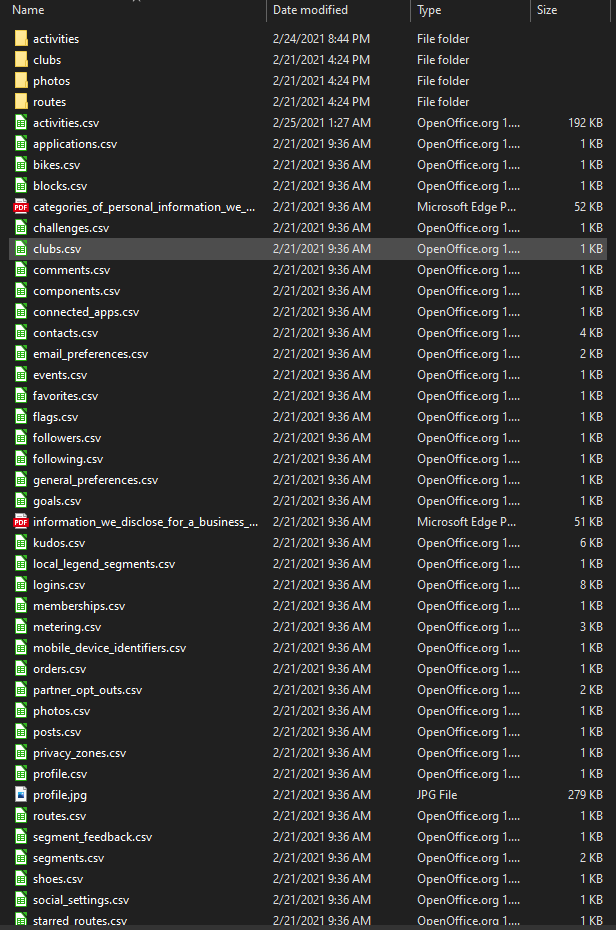 Name Date modified Type Size
activities 2/24/2021 8:44 PM File folder
clubs 2/21/2021 4:24 PM File folder
photos 2/21/2021 4:24 PM File folder
routes 2/21/2021 4:24 PM File folder
activities.csv 2/25/2021 1:27 AM OpenOffice.org 1.... 192 KB
applications.csv 2/21/2021 9:36 AM OpenOffice.org 1.... 1 KB
bikes.csv 2/21/2021 9:36 AM OpenOffice.org 1.... 1 KB
blocks.csv 2/21/2021 9:36 AM OpenOffice.org 1.... 1 KB
PDF categories_of_personal_information_we_... 2/21/2021 9:36 AM Microsoft Edge P... 52 KB
challenges.csv 2/21/2021 9:36 AM OpenOffice.org 1.... 1 KB
clubs.csv 2/21/2021 9:36 AM OpenOffice.org 1.... 1 KB
comments.csv 2/21/2021 9:36 AM OpenOffice.org 1.... 1 KB
components.csv 2/21/2021 9:36 AM OpenOffice.org 1.... 1 KB
connected_apps.csv 2/21/2021 9:36 AM OpenOffice.org 1.... 1 KB
contacts.csv 2/21/2021 9:36 AM OpenOffice.org 1.... 4 KB
email_preferences.csv 2/21/2021 9:36 AM OpenOffice.org 1.... 2 KB
events.csv 2/21/2021 9:36 AM OpenOffice.org 1.... 1 KB
favorites.csv 2/21/2021 9:36 AM OpenOffice.org 1.... 1 KB
flags.csv 2/21/2021 9:36 AM OpenOffice.org 1.... 1 KB
followers.csv 2/21/2021 9:36 AM OpenOffice.org 1.... 1 KB
following.csv 2/21/2021 9:36 AM OpenOffice.org 1.... 1 KB
general_preferences.csv 2/21/2021 9:36 AM OpenOffice.org 1.... 1 KB
goals.csv 2/21/2021 9:36 AM OpenOffice.org 1.... 1 KB
PDF information_we_disclose_for_a_business_... 2/21/2021 9:36 AM Microsoft Edge P... 51 KB
kudos.csv 2/21/2021 9:36 AM OpenOffice.org 1.... 6 KB
local_legend_segments.csv 2/21/2021 9:36 AM OpenOffice.org 1.... 1 KB
logins.csv 2/21/2021 9:36 AM OpenOffice.org 1.... 8 KB
memberships.csv 2/21/2021 9:36 AM OpenOffice.org 1.... 1 KB
metering.csv 2/21/2021 9:36 AM OpenOffice.org 1.... 3 KB
mobile_device_identifiers.csv 2/21/2021 9:36 AM OpenOffice.org 1.... 1 KB
orders.csv 2/21/2021 9:36 AM OpenOffice.org 1.... 1 KB
partner_opt_outs.csv 2/21/2021 9:36 AM OpenOffice.org 1.... 2 KB
photos.csv 2/21/2021 9:36 AM OpenOffice.org 1.... 1 KB
posts.csv 2/21/2021 9:36 AM OpenOffice.org 1.... 1 KB
privacy_zones.csv 2/21/2021 9:36 AM OpenOffice.org 1.... 1 KB
profile.csv 2/21/2021 9:36 AM OpenOffice.org 1.... 1 KB
profile.jpg 2/21/2021 9:36 AM JPG File 279 KB
routes.csv 2/21/2021 9:36 AM OpenOffice.org 1.... 1 KB
segment_feedback.csv 2/21/2021 9:36 AM OpenOffice.org 1.... 1 KB
segments.csv 2/21/2021 9:36 AM OpenOffice.org 1.... 2 KB
shoes.csv 2/21/2021 9:36 AM OpenOffice.org 1.... 1 KB
social_settings.csv 2/21/2021 9:36 AM OpenOffice.org 1.... 1 KB
starred_routes.csv 2/21/2021 9:36 AM OpenOffice.org 1.... 1 KB